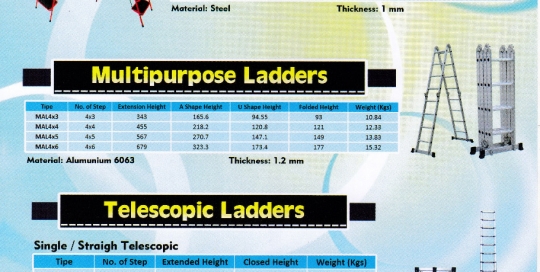 Material: Steel Thickness: 1 mm
Multipurpose Ladders
Tipe No. of Step Extension Height A Shape Height U Shape Height Folded Height Weight (Kgs)
MAL4x3 4x3 343 165.6 94.55 93 10.84
MAL4x4 4x4 455 218.2 120.8 121 12.33
MAL4x5 4x5 567 270.7 147.1 149 13.83
MAL4x6 4x6 679 323.3 173.4 177 15.32
Material: Alumunium 6063 Thickness: 1.2 mm
Telescopic Ladders
Single / Straigh Telescopic
Tipe No. of Step Extended Height Closed Height Weight (Kgs)